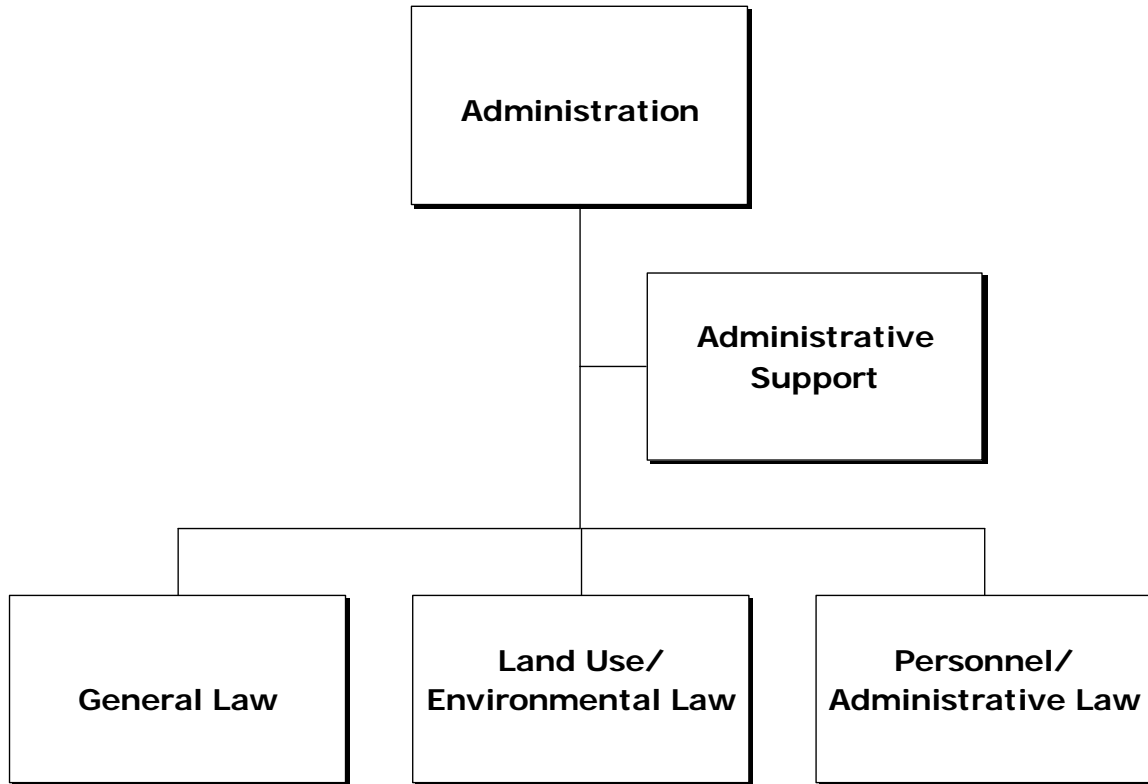 Administration
Administrative
Support
General Law
Land Use/
Environmental Law
Personnel/
Administrative Law